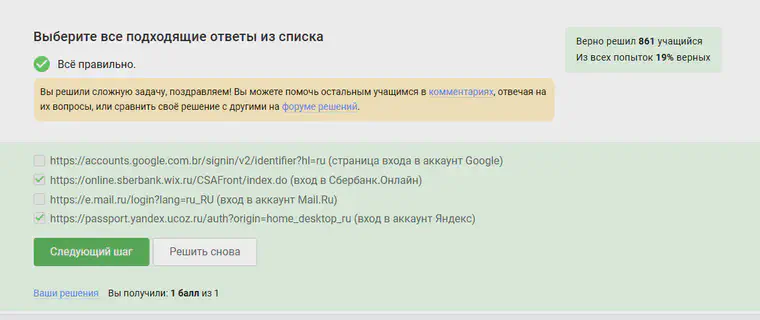 Выберите все подходящие ответы из списка
Всё правильно.
Верно решил 861 учащийся
Из всех попыток 19% верных
Вы решили сложную задачу, поздравляем! Вы можете помочь остальным учащимся в комментариях, отвечая на
их вопросы, или сравнить своё решение с другими на форуме решений.
https://accounts.google.com.br/signin/v2/identifier?hl=ru (страница входа в аккаунт Google)
https://online.sberbank.wix.ru/CSAFront/index.do (вход в Сбербанк.Онлайн)
https://e.mail.ru/login?lang=ru_RU (вход в аккаунт Mail.Ru)
https://passport.yandex.ucoz.ru/auth?origin=home_desktop_ru (вход в аккаунт Яндекс)
Следующий шаг
Решить снова
Ваши решения Вы получили: 1 балл из 1